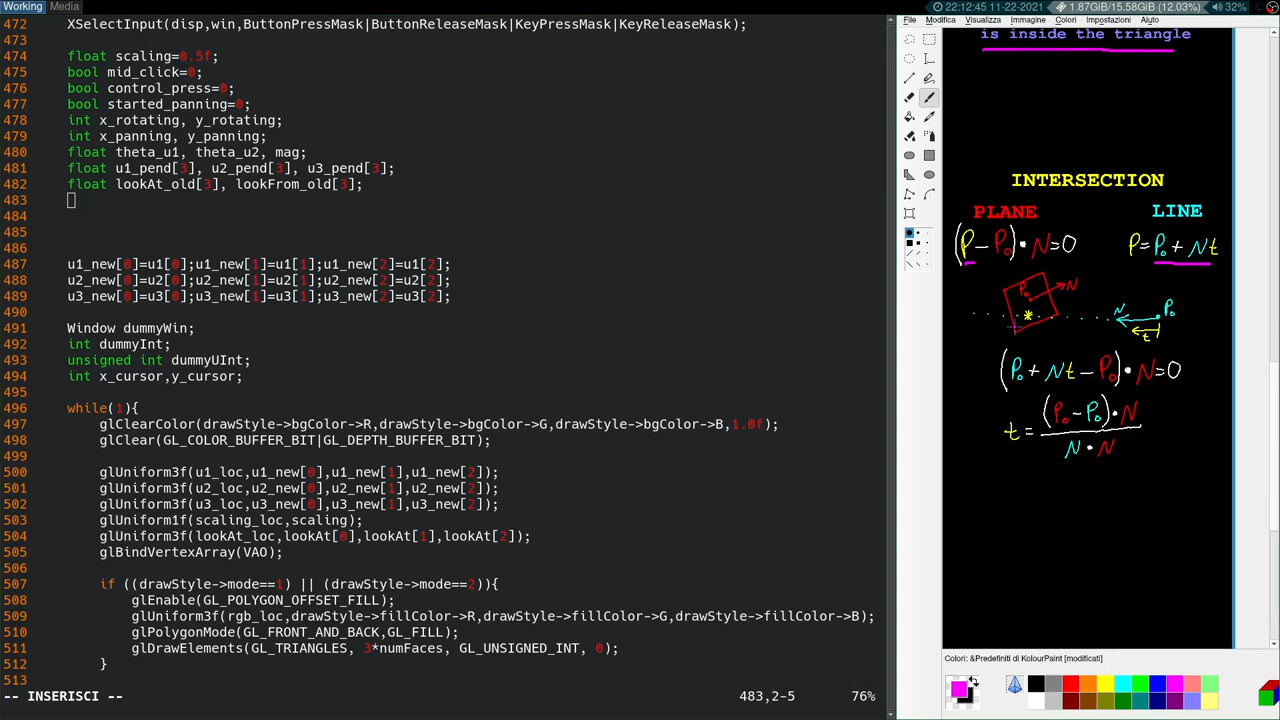 Working Media
22:12:45 11-22-2021 | 1.87GiB/15.58GiB (12.03%) | 32%
472 XSelectInput(disp,win,ButtonPressMask|ButtonReleaseMask|KeyPressMask|KeyReleaseMask);
473
474 float scaling=0.5f;
475 bool mid_click=0;
476 bool control_press=0;
477 bool started_panning=0;
478 int x_rotating, y_rotating;
479 int x_panning, y_panning;
480 float thera_u1, thera_u2, mag;
481 float u1_pend[3], u2_pend[3], u3_pend[3];
482 float lookAt_old[3], lookFrom_old[3];
483
484
485
486
487 u1_new[0]=u1[0];u1_new[1]=u1[1];u1_new[2]=u1[2];
488 u2_new[0]=u2[0];u2_new[1]=u2[1];u2_new[2]=u2[2];
489 u3_new[0]=u3[0];u3_new[1]=u3[1];u3_new[2]=u3[2];
490
491 Window dummyWin;
492 int dummyInt;
493 unsigned int dummyUInt;
494 int x_cursor,y_cursor;
495
496 while(1){
497 glClearColor(drawStyle->bgColor->R,drawStyle->bgColor->G,drawStyle->bgColor->B,1.0f);
498 glClear(GL_COLOR_BUFFER_BIT|GL_DEPTH_BUFFER_BIT);
499
500 glUniform3f(u1_loc,u1_new[0],u1_new[1],u1_new[2]);
501 glUniform3f(u2_loc,u2_new[0],u2_new[1],u2_new[2]);
502 glUniform3f(u3_loc,u3_new[0],u3_new[1],u3_new[2]);
503 glUniform1f(scaling_loc,scaling);
504 glUniform3f(lookAt_loc,lookAt[0],lookAt[1],lookAt[2]);
505 glBindVertexArray(VAO);
506
507 if ((drawStyle->mode==1) || (drawStyle->mode==2)){
508 glEnable(GL_POLYGON_OFFSET_FILL);
509 glUniform3f(rgb_loc,drawStyle->fillColor->R,drawStyle->fillColor->G,drawStyle->fillColor->B);
510 glPolygonMode(GL_FRONT_AND_BACK,GL_FILL);
511 glDrawElements(GL_TRIANGLES, 3*numFaces, GL_UNSIGNED_INT, 0);
512 }
513
-- INSERISCI -- 483,2-5 76%
File Modifica Visualizza Immagine Colori Impostazioni Aiuto
is inside the triangle
INTERSECTION
PLANE LINE
(P-P₀)•N=0 P=P₀+Nt
P₀ N N P₀
t
(P₀+Nt-P₀)•N=0
(P₀-P₀)•N
t=
N•N
Colori: &Predefiniti di KolourPaint [modificati]